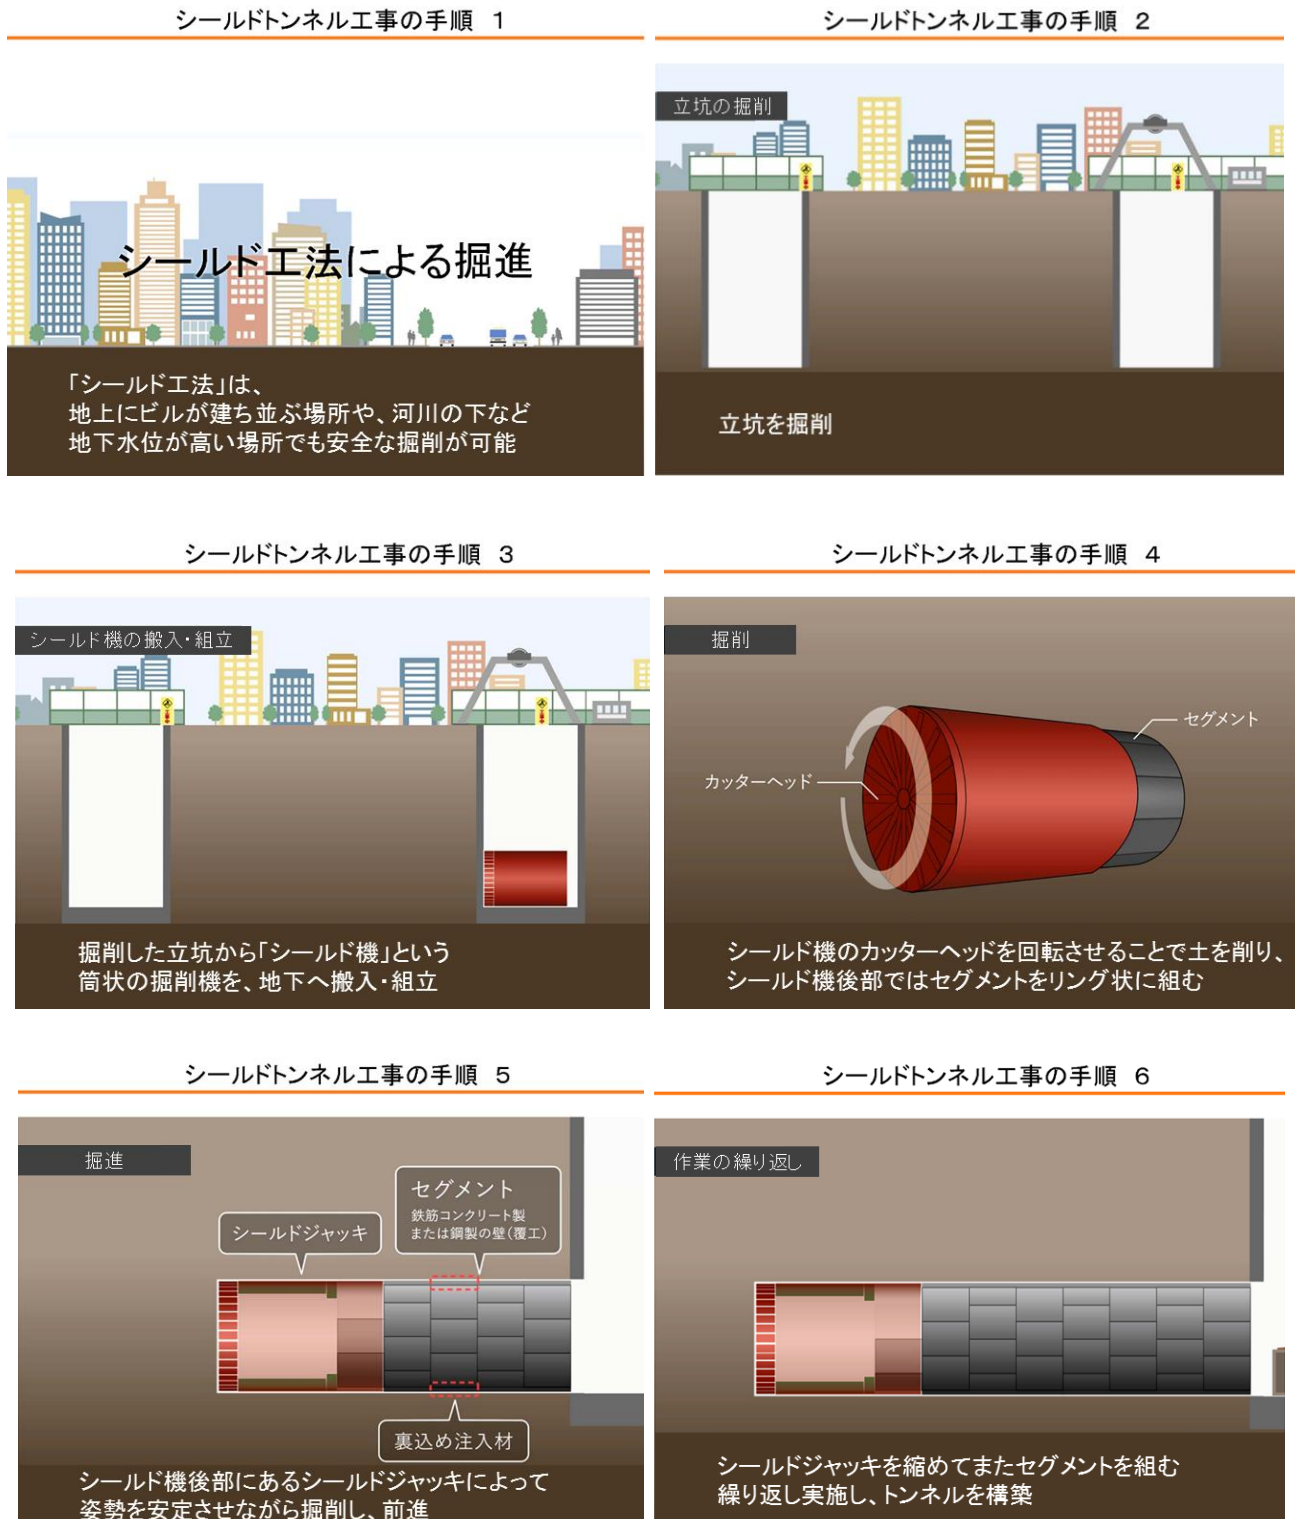 シールドトンネル工事の手順 1
シールド工法による掘進
「シールド工法」は、
地上にビルが建ち並ぶ場所や、河川の下など
地下水位が高い場所でも安全な掘削が可能
シールドトンネル工事の手順 2
立坑の掘削
立坑を掘削
シールドトンネル工事の手順 3
シールド機の搬入・組立
掘削した立坑から「シールド機」という
筒状の掘削機を、地下へ搬入・組立
シールドトンネル工事の手順 4
掘削
セグメント
カッターヘッド
シールド機のカッターヘッドを回転させることで土を削り、
シールド機後部ではセグメントをリング状に組む
シールドトンネル工事の手順 5
掘進
セグメント
鉄筋コンクリート製
または鋼製の壁(覆工)
シールドジャッキ
裏込め注入材
シールド機後部にあるシールドジャッキによって
姿勢を安定させながら掘削し、前進
シールドトンネル工事の手順 6
作業の繰り返し
シールドジャッキを縮めてまたセグメントを組む
繰り返し実施し、トンネルを構築